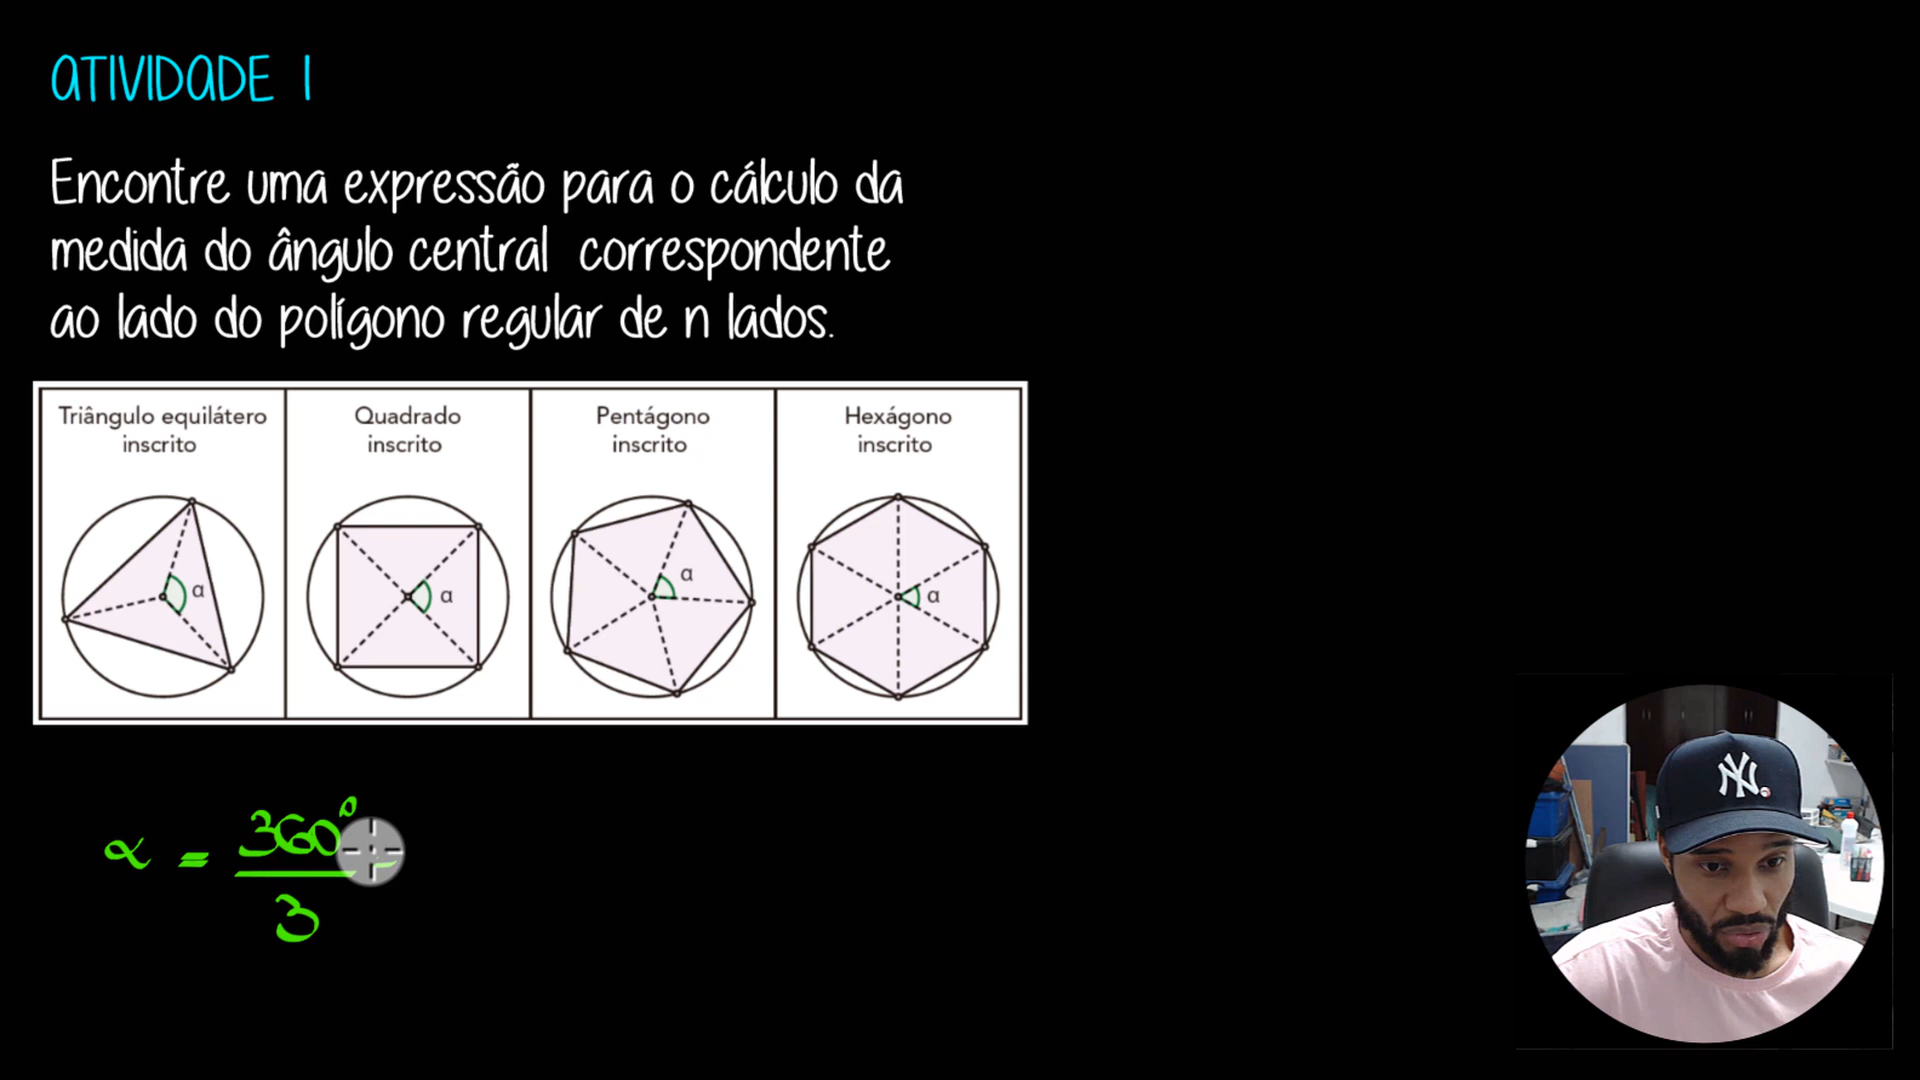 ATIVIDADE 1
Encontre uma expressão para o cálculo da
medida do ângulo central correspondente
ao lado do polígono regular de n lados.
Triângulo equilátero
inscrito
Quadrado
inscrito
Pentágono
inscrito
Hexágono
inscrito
α
α
α
α
α = 360°
3
NY